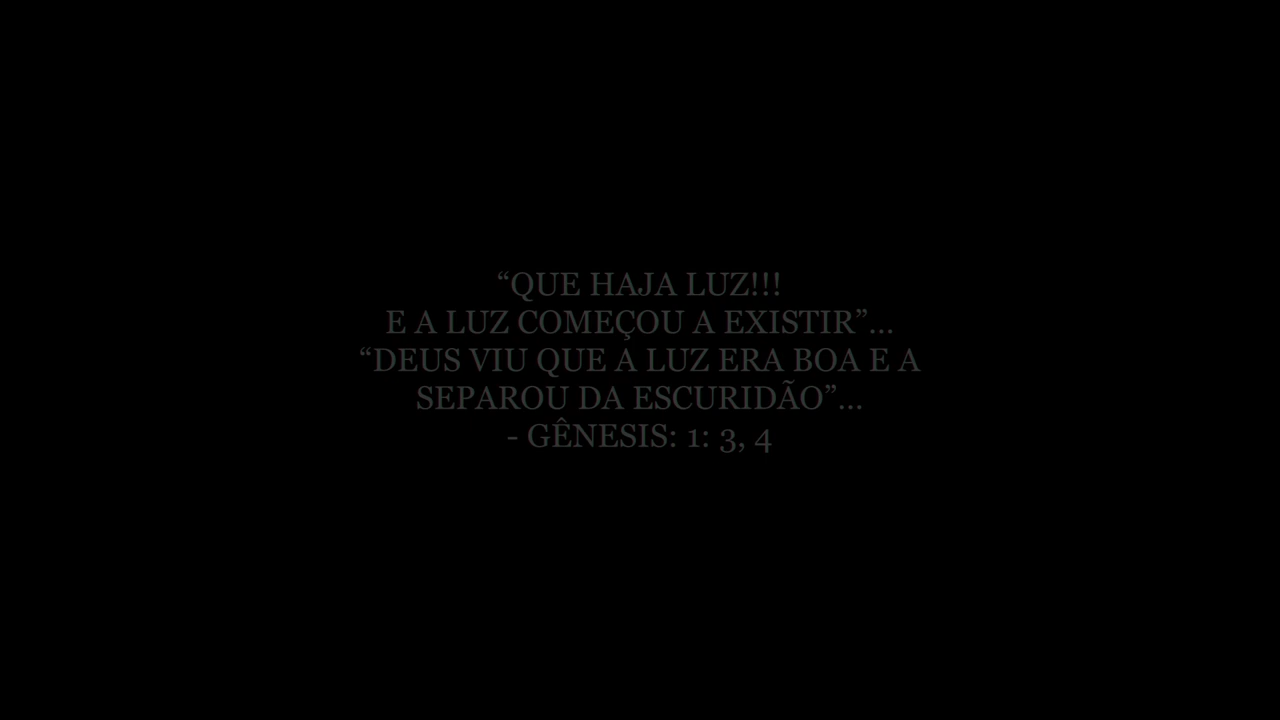 “QUE HAJA LUZ!!!
E A LUZ COMEÇOU A EXISTIR”...
“DEUS VIU QUE A LUZ ERA BOA E A
SEPAROU DA ESCURIDÃO”...
- GÊNESIS: 1: 3, 4